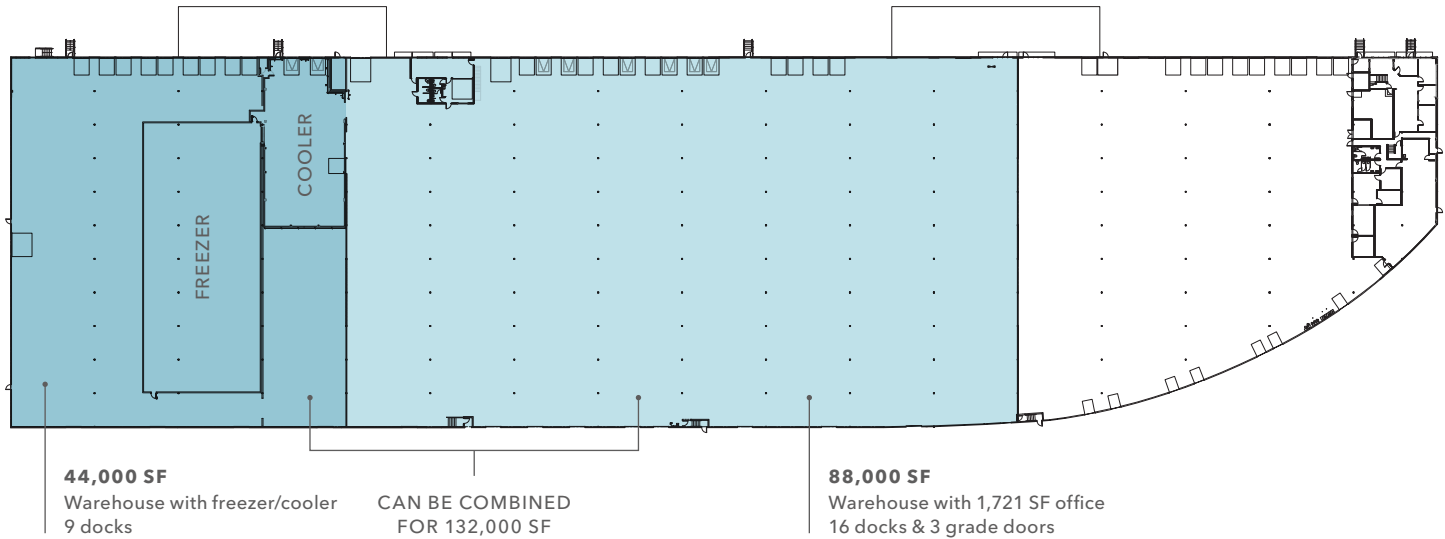 COOLER
FREEZER
44,000 SF
Warehouse with freezer/cooler
9 docks
CAN BE COMBINED
FOR 132,000 SF
88,000 SF
Warehouse with 1,721 SF office
16 docks & 3 grade doors